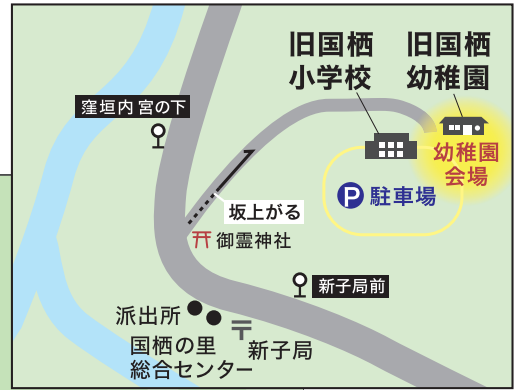 旧国栖
小学校
旧国栖
幼稚園
窪垣内 宮の下
幼稚園
会場
P 駐車場
坂上がる
御霊神社
新子局前
派出所
国栖の里
総合センター
新子局